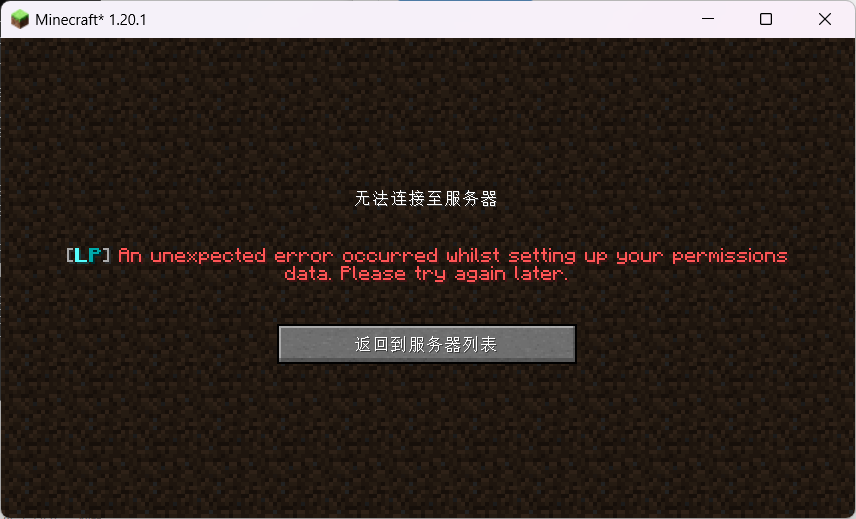 Minecraft* 1.20.1
无法连接至服务器
[LP] An unexpected error occurred whilst setting up your permissions
data. Please try again later.
返回到服务器列表